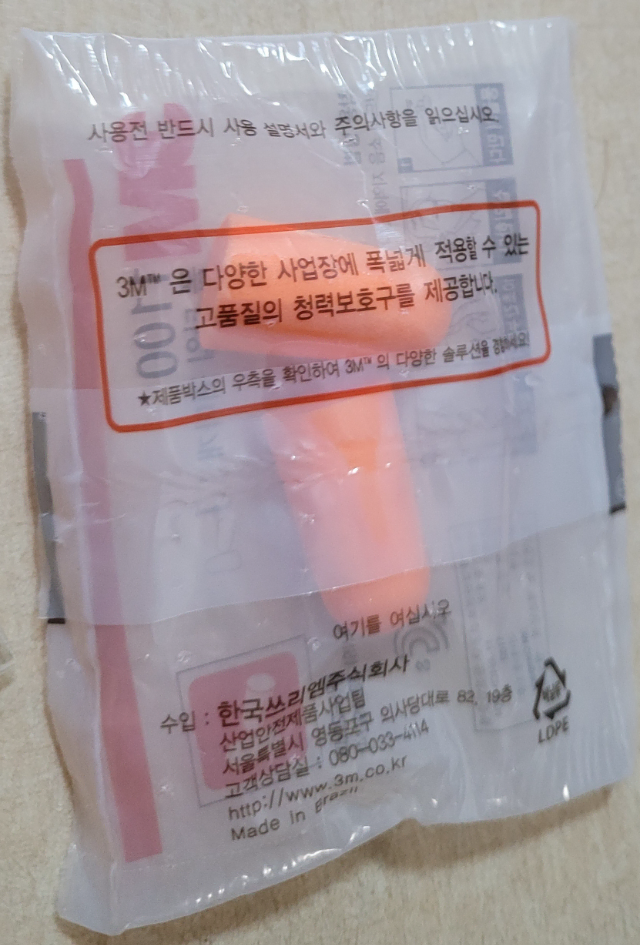 사용전 반드시 사용 설명서와 주의사항을 읽으십시오.
3M™ 은 다양한 사업장에 폭넓게 적용할 수 있는
고품질의 청력보호구를 제공합니다.
★제품박스의 우측을 확인하여 3M™ 의 다양한 솔루션을 경험하세요!
여기를 여십시오
수입 : 한국쓰리엠주식회사
산업안전제품사업팀
서울특별시 영등포구 의사당대로 82, 19층
고객상담실 : 080-033-4114
http://www.3m.co.kr
Made In Brazil
LDPE
3M
1100